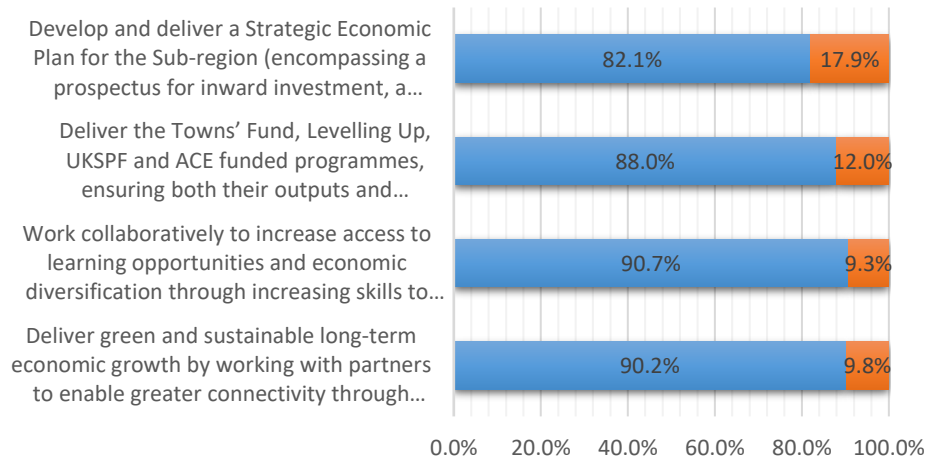 Develop and deliver a Strategic Economic
Plan for the Sub-region (encompassing a
prospectus for inward investment, a...
82.1%
17.9%
Deliver the Towns’ Fund, Levelling Up,
UKSPF and ACE funded programmes,
ensuring both their outputs and...
88.0%
12.0%
Work collaboratively to increase access to
learning opportunities and economic
diversification through increasing skills to...
90.7%
9.3%
Deliver green and sustainable long-term
economic growth by working with partners
to enable greater connectivity through...
90.2%
9.8%
0.0% 20.0% 40.0% 60.0% 80.0% 100.0%